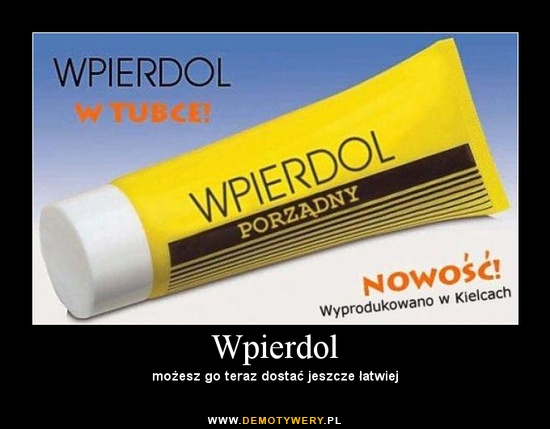 WPIERDOL
W TUBCE!
WPIERDOL
PORZĄDNY
NOWOŚĆ!
Wyprodukowano w Kielcach
Wpierdol
możesz go teraz dostać jeszcze łatwiej
WWW.DEMOTYWERY.PL